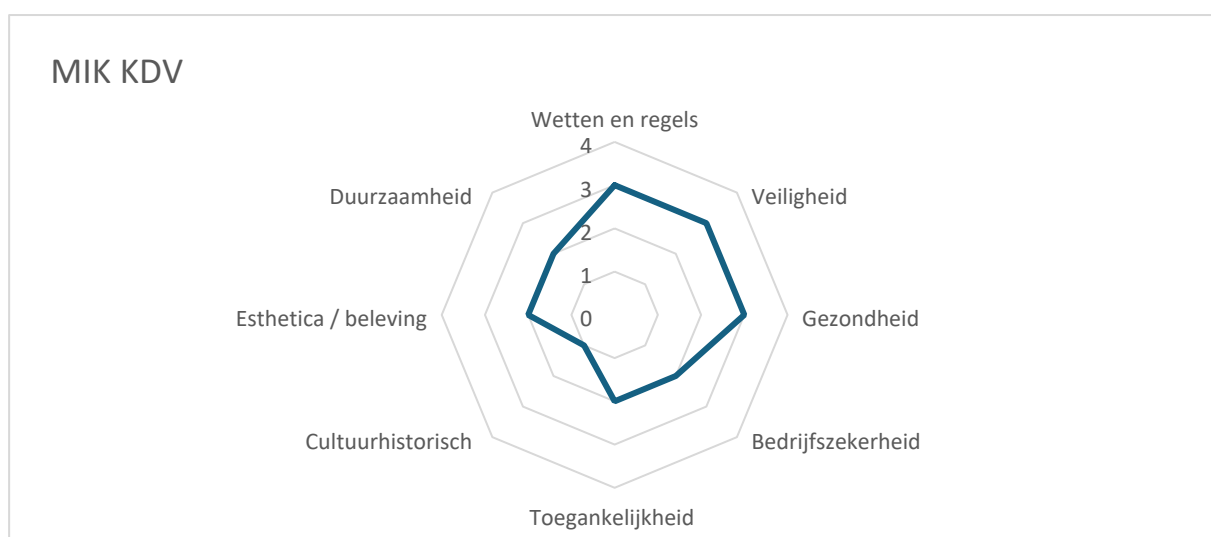 MIK KDV
Wetten en regels
4
Duurzaamheid
3
Veiligheid
2
1
Esthetica / beleving
0
Gezondheid
Cultuurhistorisch
Bedrijfszekerheid
Toegankelijkheid